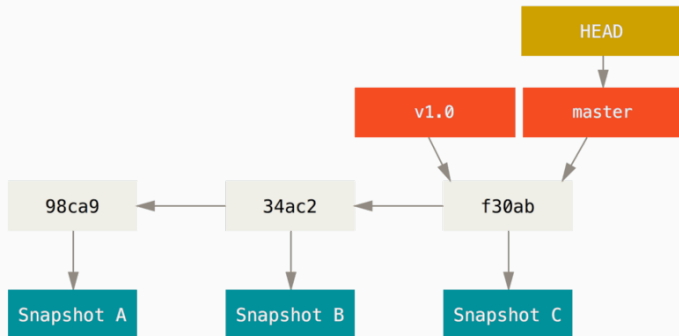 HEAD
v1.0
master
98ca9
34ac2
f30ab
Snapshot A
Snapshot B
Snapshot C